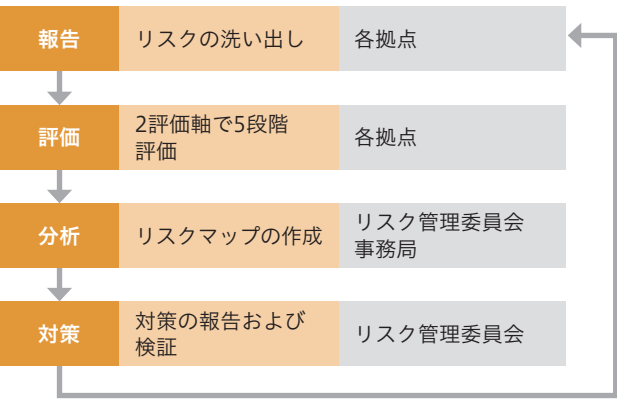 報告
リスクの洗い出し
各拠点
評価
2評価軸で5段階
評価
各拠点
分析
リスクマップの作成
リスク管理委員会
事務局
対策
対策の報告および
検証
リスク管理委員会